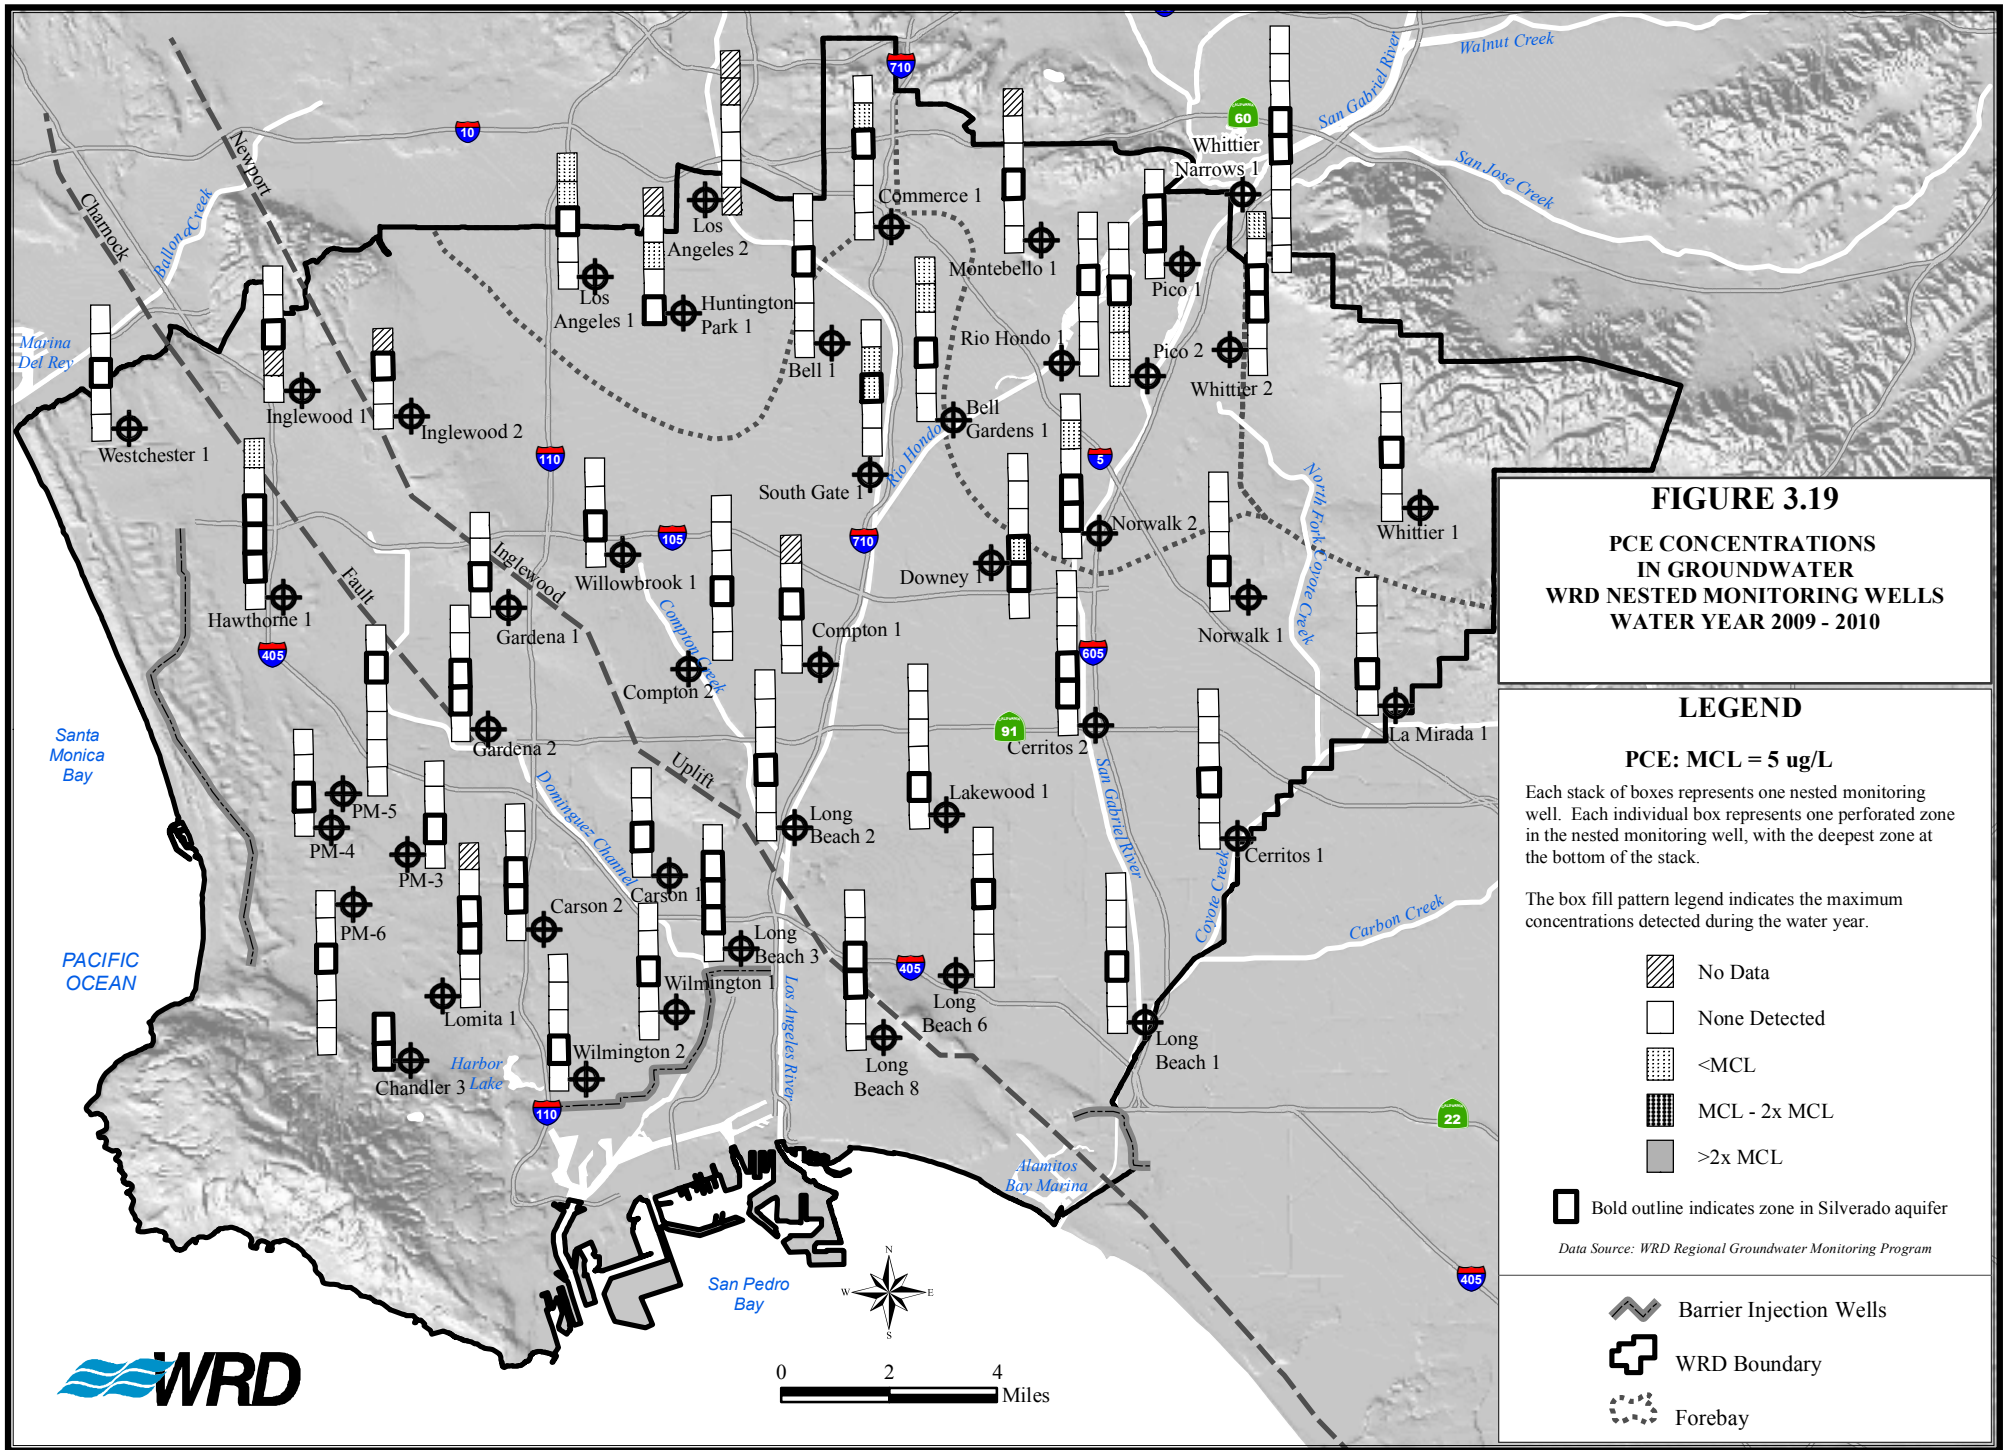 710
Walnut Creek
San Gabriel River
10
60
Newport
Whittier
Narrows 1
San Jose Creek
Charnock
Ballona Creek
Commerce 1
Los
Angeles 2
Montebello 1
Pico 1
Los
Angeles 1
Huntington
Park 1
Marina
Del Rey
Rio Hondo 1
Pico 2
Bell 1
Whittier 2
Inglewood 1
Inglewood 2
Bell
Gardens 1
Westchester 1
Rio Hondo
110
5
South Gate 1
North Fork Coyote Creek
Whittier 1
105
710
Norwalk 2
Inglewood
Willowbrook 1
Downey 1
Fault
Hawthorne 1
Gardena 1
Compton Creek
Compton 1
Norwalk 1
405
605
Compton 2
Santa
Monica
Bay
Gardena 2
91
Cerritos 2
La Mirada 1
Uplift
Dominguez Channel
San Gabriel River
PM-5
Lakewood 1
Long
Beach 2
PM-4
Cerritos 1
PM-3
Carson 1
Coyote Creek
Carson 2
PM-6
Carbon Creek
Long
Beach 3
PACIFIC
OCEAN
405
Wilmington 1
Los Angeles River
Long
Beach 6
Lomita 1
Long
Beach 1
Wilmington 2
Harbor
Lake
Chandler 3
Long
Beach 8
110
22
Alamitos
Bay Marina
405
San Pedro
Bay
N
W
E
S
0 2 4
Miles
WRD
FIGURE 3.19
PCE CONCENTRATIONS
IN GROUNDWATER
WRD NESTED MONITORING WELLS
WATER YEAR 2009 - 2010
LEGEND
PCE: MCL = 5 ug/L
Each stack of boxes represents one nested monitoring
well. Each individual box represents one perforated zone
in the nested monitoring well, with the deepest zone at
the bottom of the stack.
The box fill pattern legend indicates the maximum
concentrations detected during the water year.
No Data
None Detected
<MCL
MCL - 2x MCL
>2x MCL
Bold outline indicates zone in Silverado aquifer
Data Source: WRD Regional Groundwater Monitoring Program
Barrier Injection Wells
WRD Boundary
Forebay